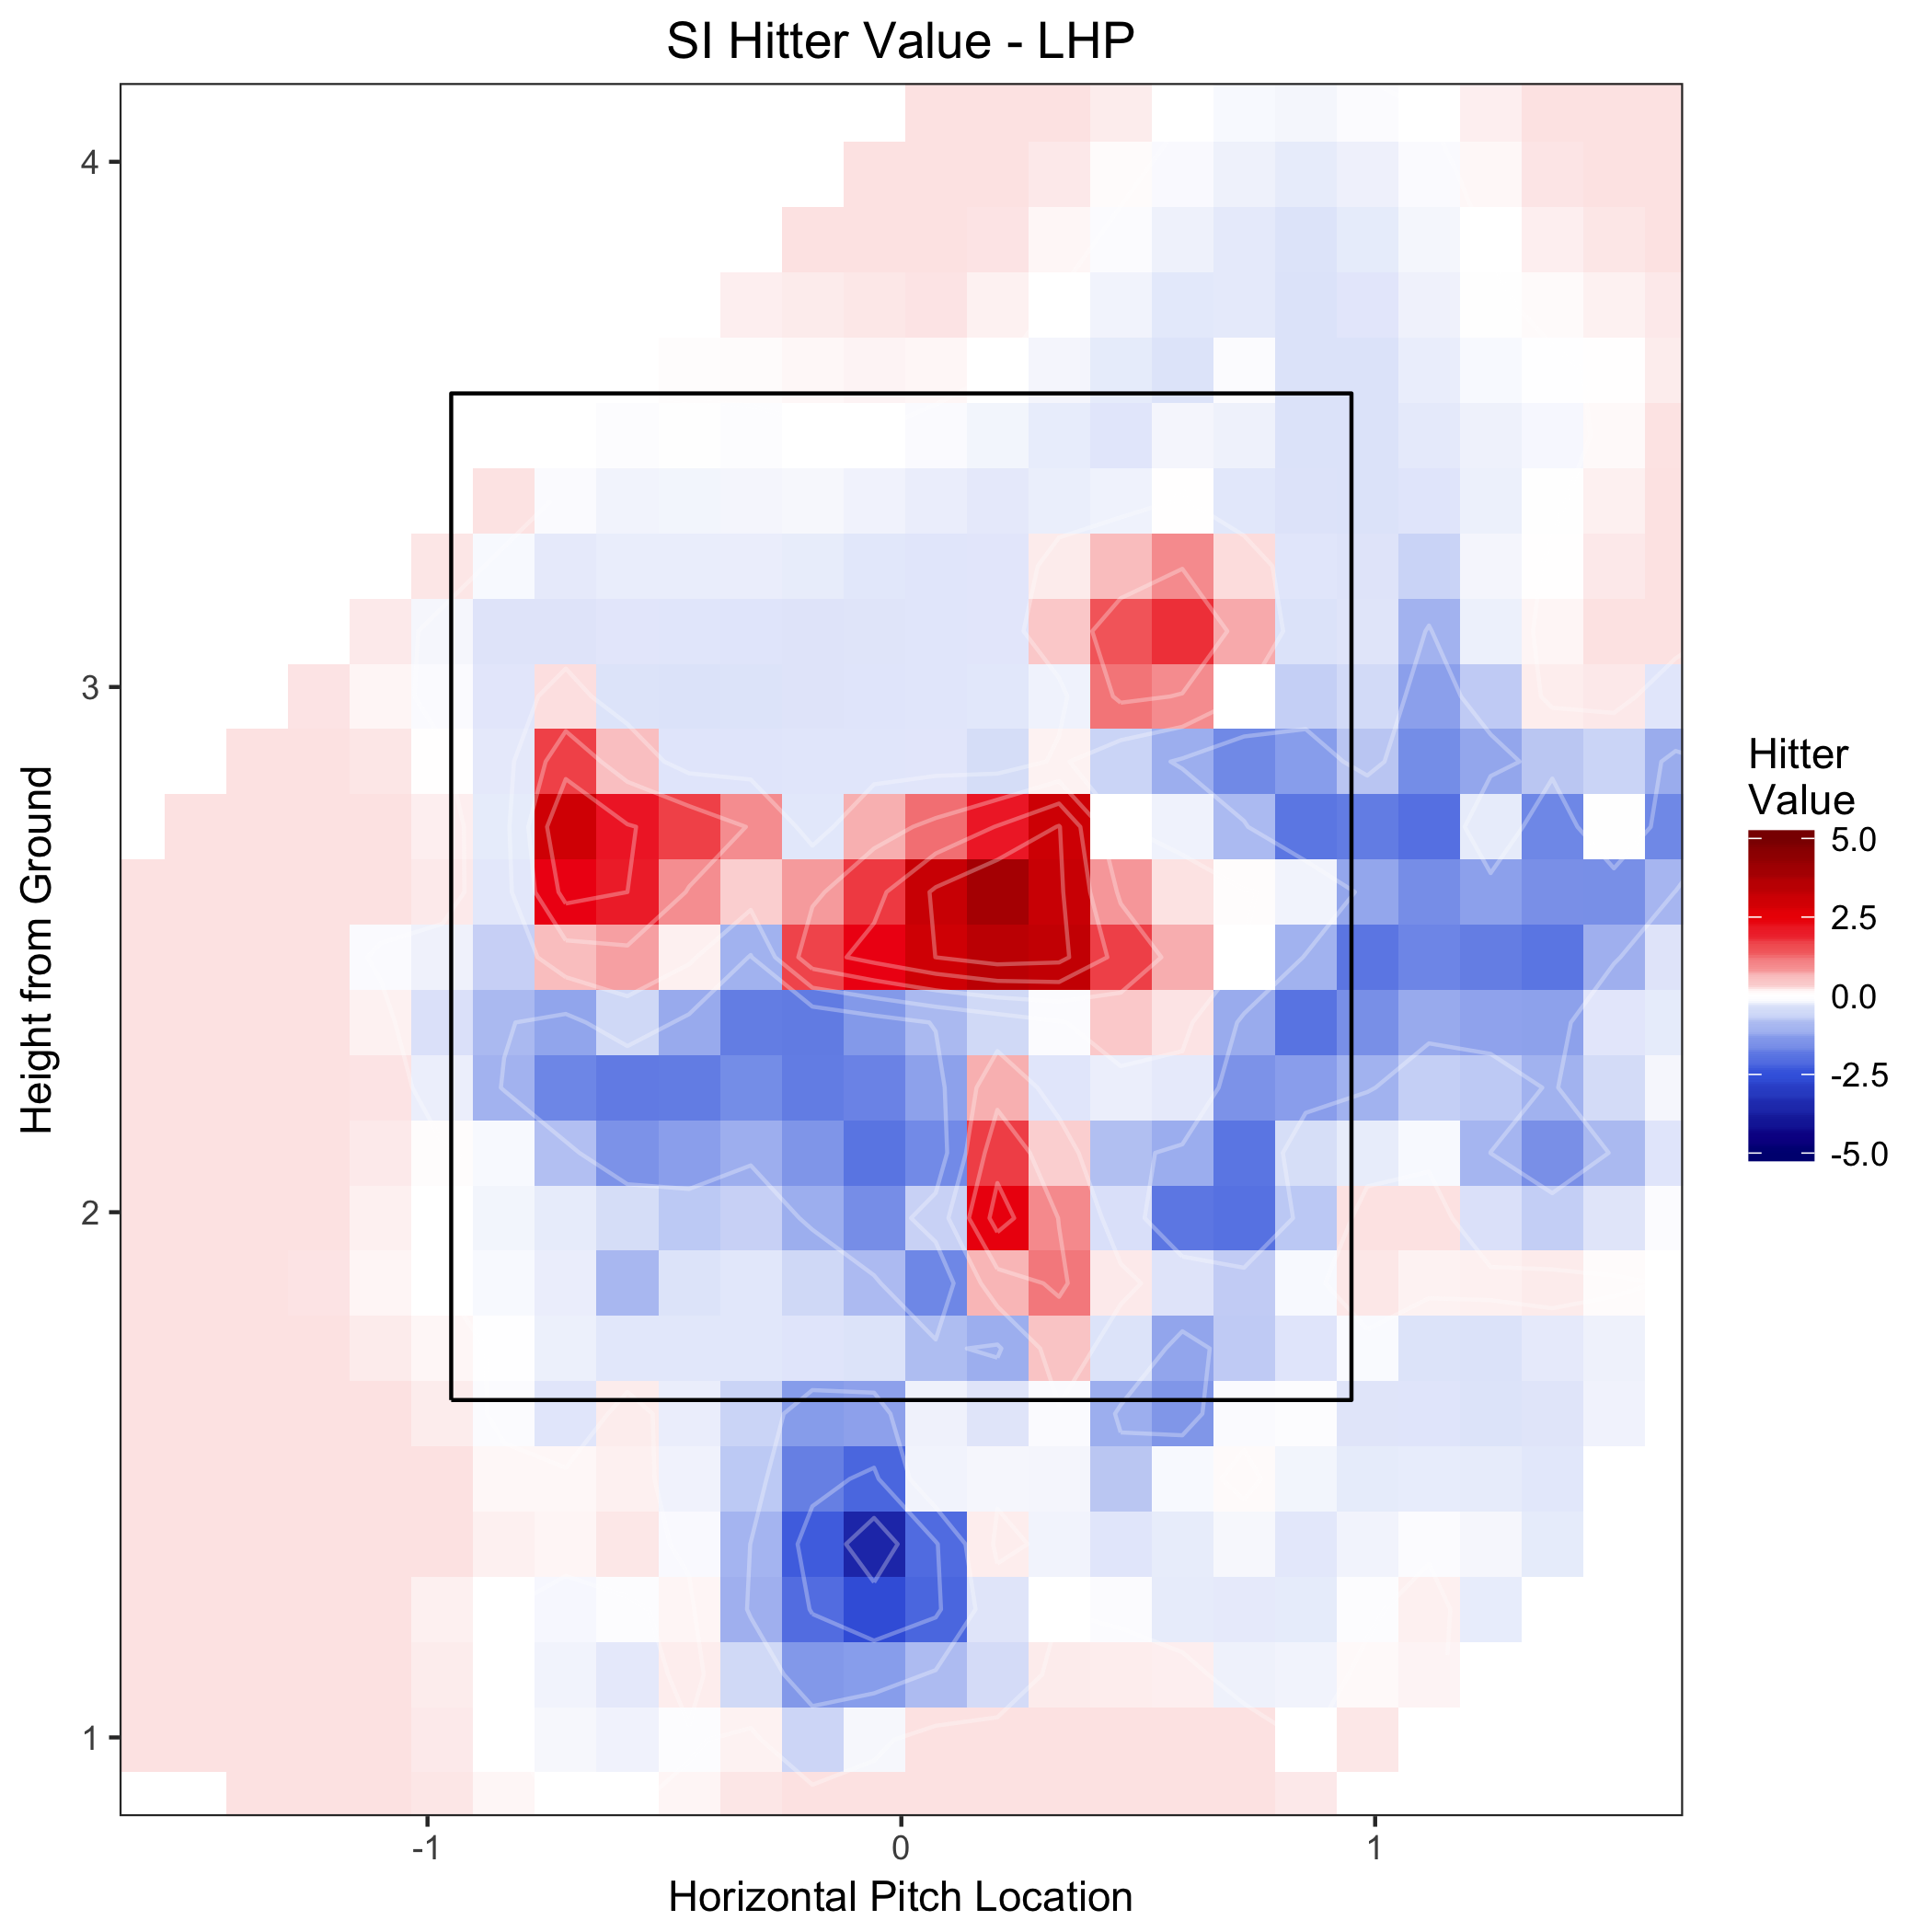 SI Hitter Value - LHP
4
3
2
1
Height from Ground
-1
0
1
Horizontal Pitch Location
Hitter
Value
5.0
2.5
0.0
-2.5
-5.0